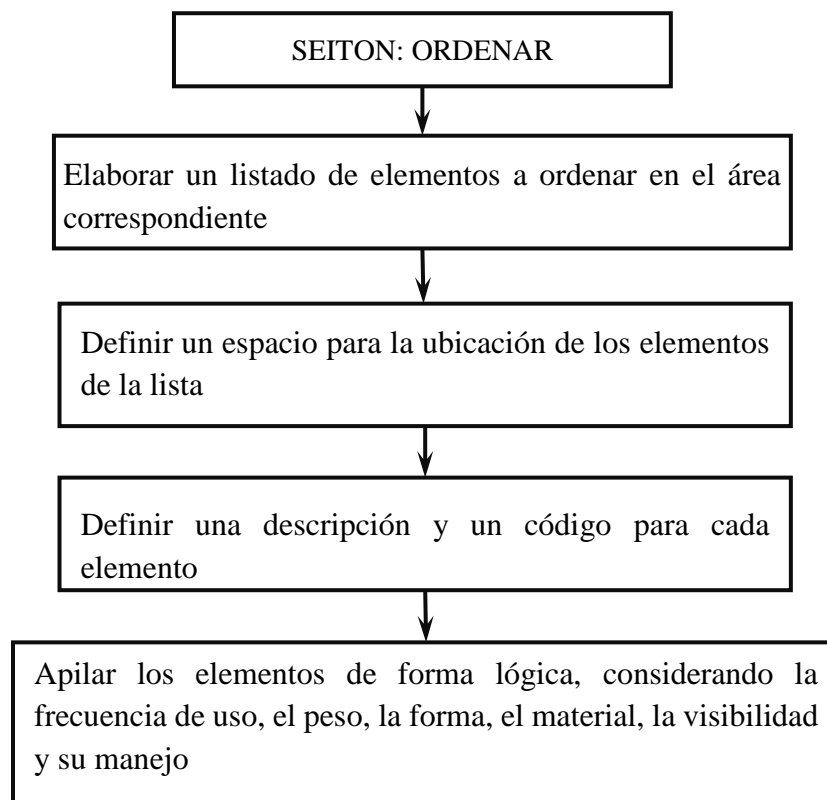 SEITON: ORDENAR
Elaborar un listado de elementos a ordenar en el área
correspondiente
Definir un espacio para la ubicación de los elementos
de la lista
Definir una descripción y un código para cada
elemento
Apilar los elementos de forma lógica, considerando la
frecuencia de uso, el peso, la forma, el material, la visibilidad
y su manejo